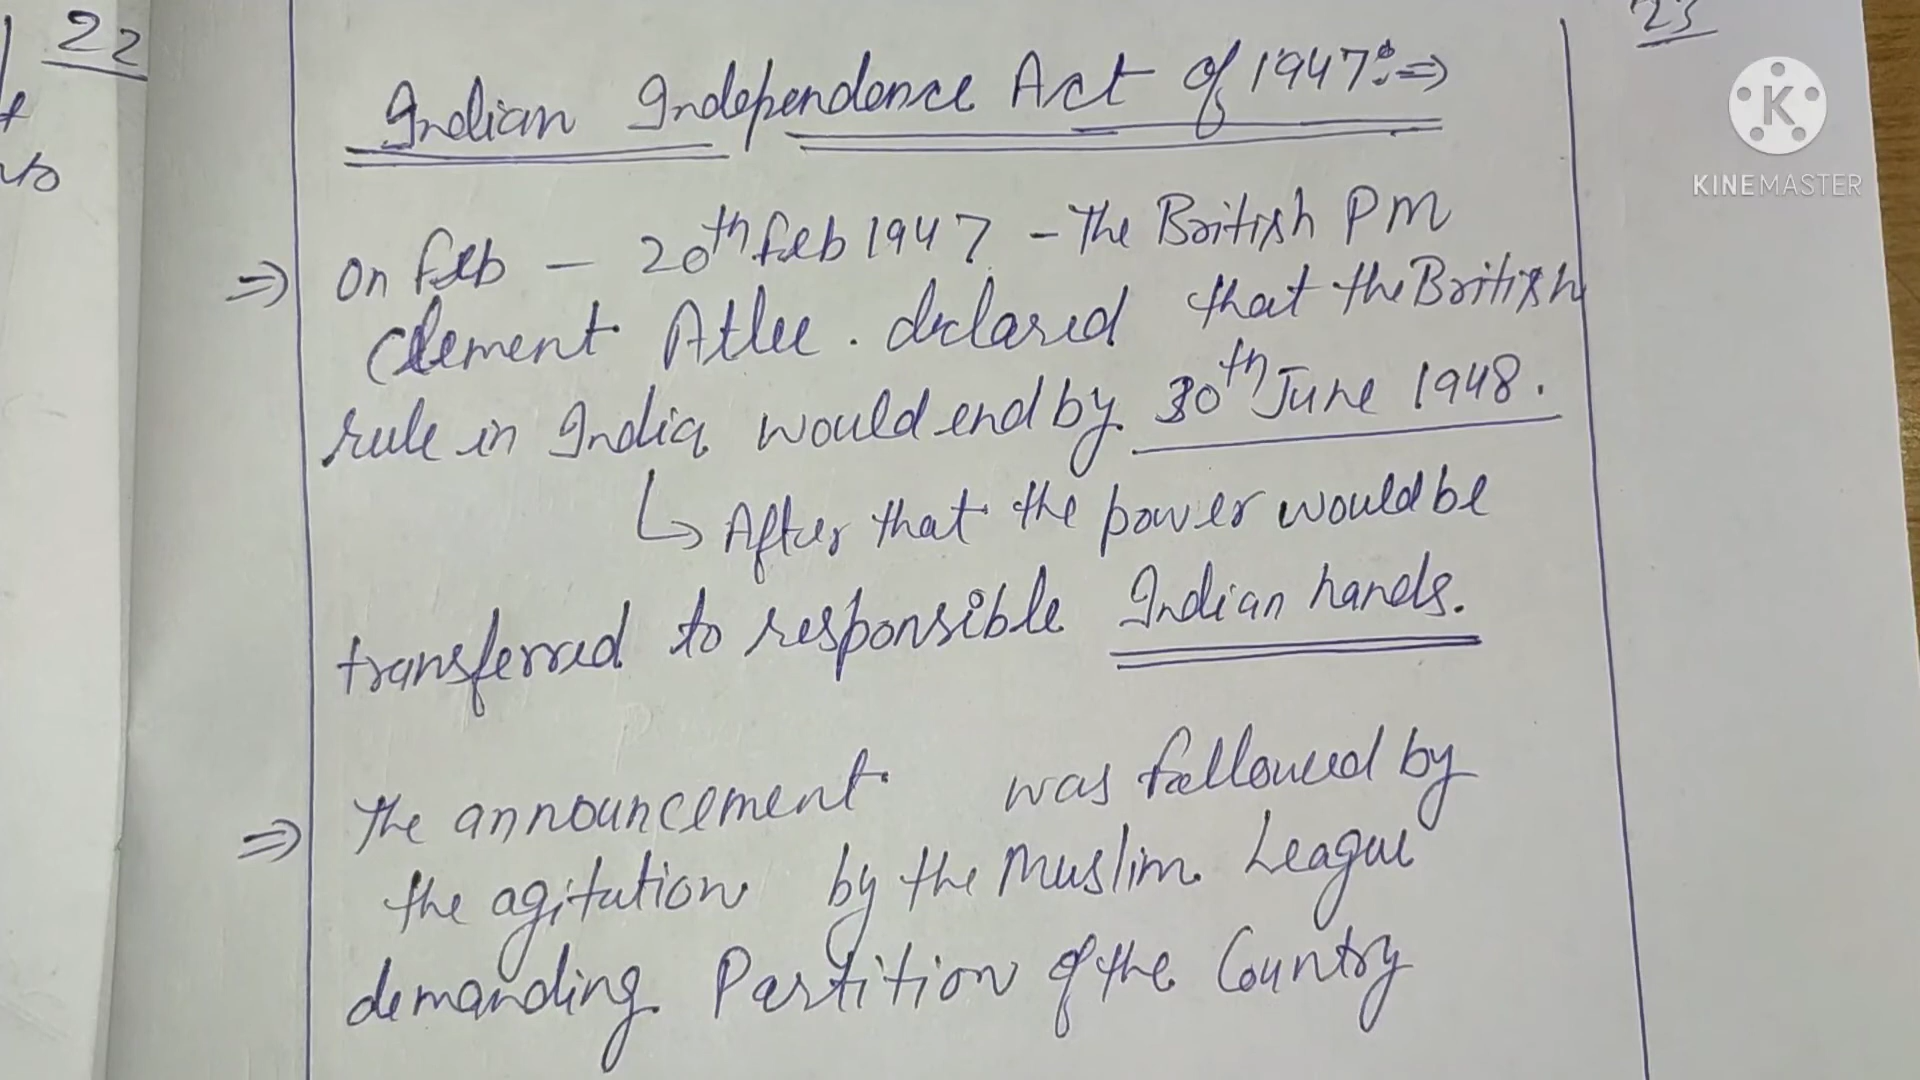 22
23
Indian Independence Act of 1947:⇒
KINEMASTER
⇒ On Feb – 20th Feb 1947 – The British PM
Clement Atlee. declared that the British
rule in India would end by 30th June 1948.
↳ After that the power would be
transferred to responsible Indian hands.
⇒ The announcement was followed by
the agitation by the Muslim League
demanding Partition of the Country